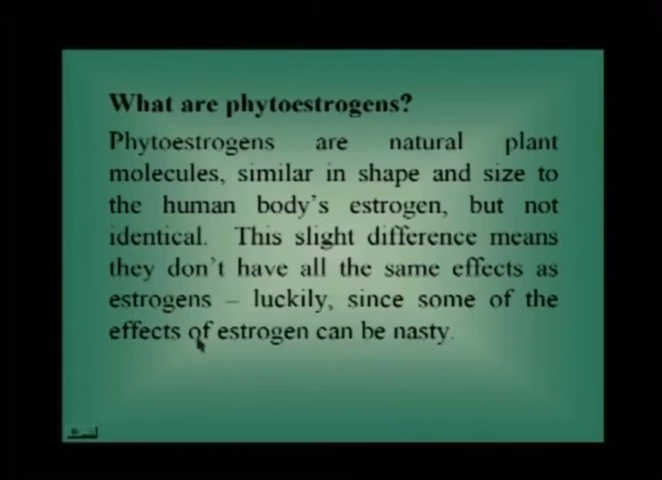 What are phytoestrogens?
Phytoestrogens are natural plant
molecules, similar in shape and size to
the human body's estrogen, but not
identical. This slight difference means
they don't have all the same effects as
estrogens – luckily, since some of the
effects of estrogen can be nasty.